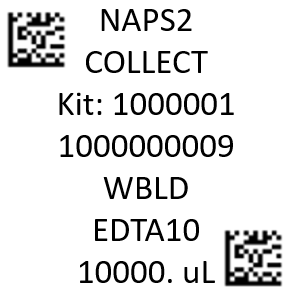 NAPS2
COLLECT
Kit: 1000001
1000000009
WBLD
EDTA10
10000. uL